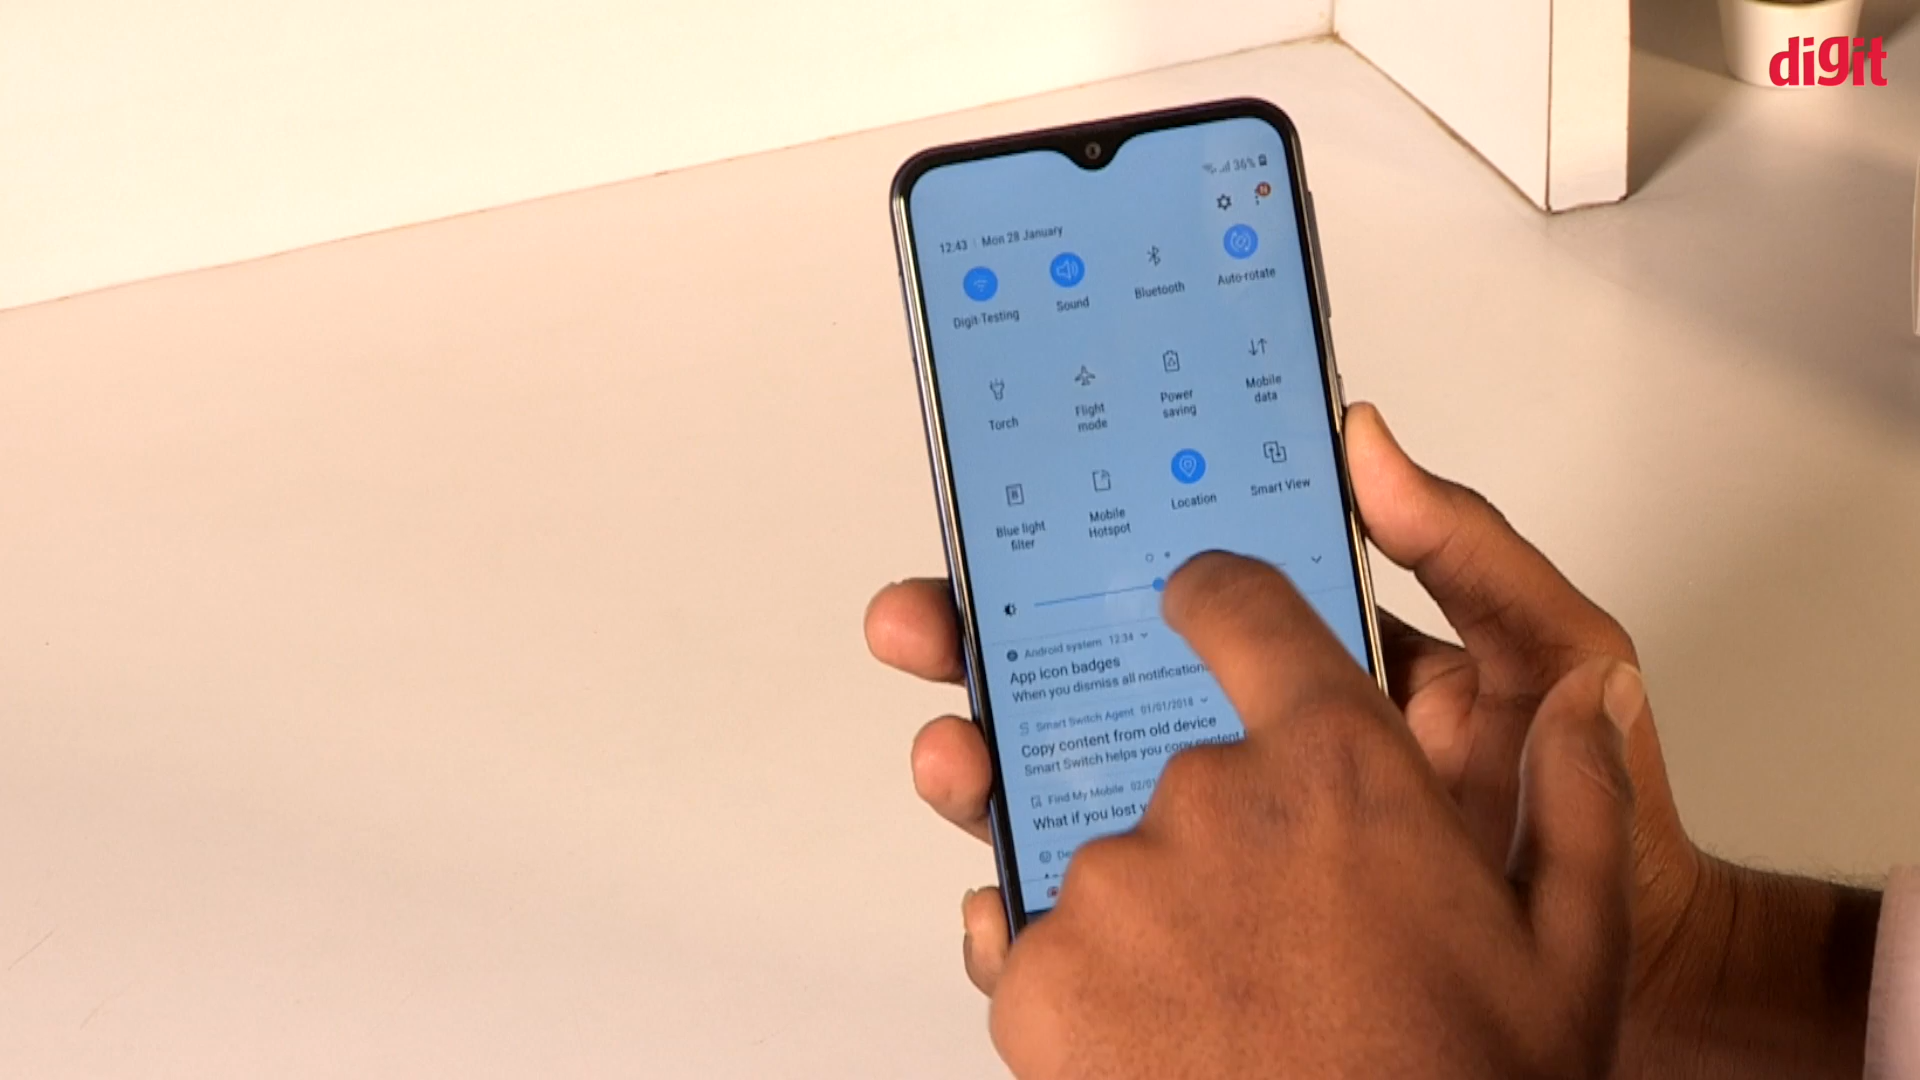 digit
36%
N
12:43 | Mon 28 January
Digit-Testing
Sound
Bluetooth
Auto-rotate
Torch
Flight
mode
Power
saving
Mobile
data
Blue light
filter
Mobile
Hotspot
Location
Smart View
Android system 12:34
App icon badges
When you dismiss all notification
Smart Switch Agent 01/01/2018
Copy content from old device
Smart Switch helps you copy content
Find My Mobile 02/01
What if you lost